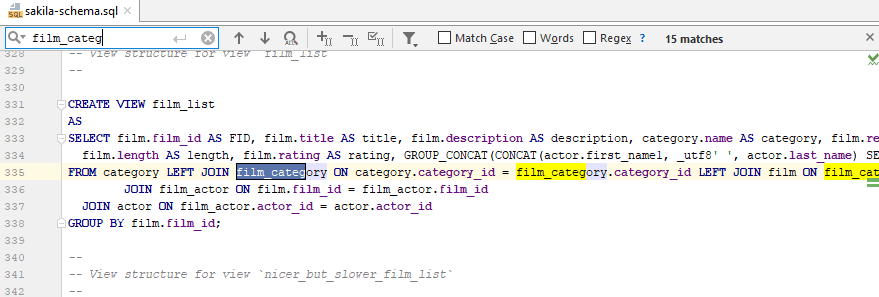 sakila-schema.sql
film_categ
Match Case
Words
Regex
?
15 matches
328 -- View structure for view `film_list`
329 --
330
331 CREATE VIEW film_list
332 AS
333 SELECT film.film_id AS FID, film.title AS title, film.description AS description, category.name AS category, film.re
334 film.length AS length, film.rating AS rating, GROUP_CONCAT(CONCAT(actor.first_namel, _utf8' ', actor.last_name) SE
335 FROM category LEFT JOIN film_category ON category.category_id = film_category.category_id LEFT JOIN film ON film_cat
336 JOIN film_actor ON film.film_id = film_actor.film_id
337 JOIN actor ON film_actor.actor_id = actor.actor_id
338 GROUP BY film.film_id;
339
340 --
341 -- View structure for view `nicer_but_slower_film_list`
342 --